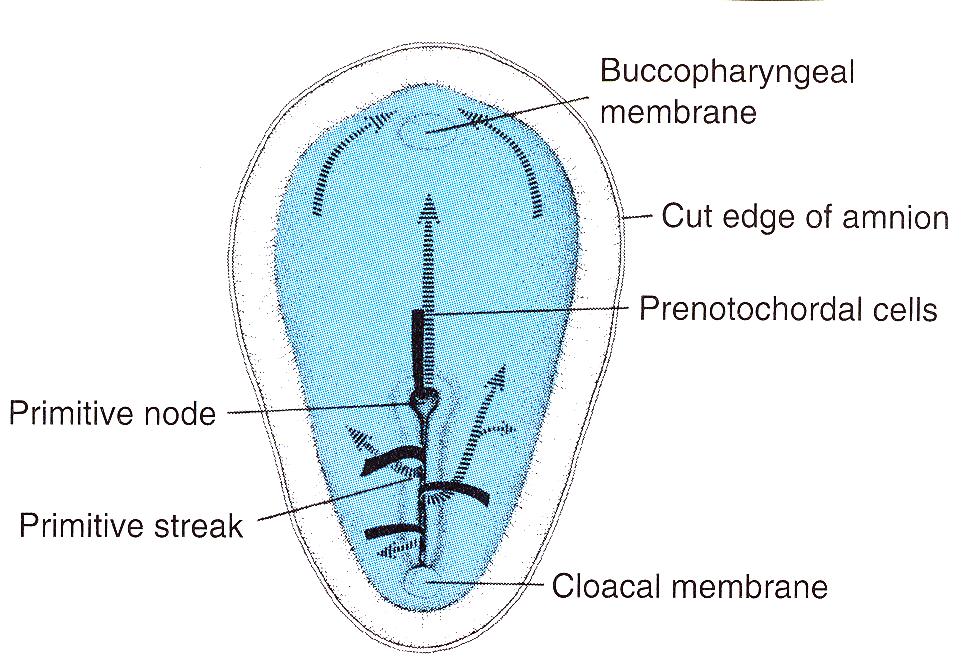 Buccopharyngeal
membrane
Cut edge of amnion
Prenotochordal cells
Primitive node
Primitive streak
Cloacal membrane